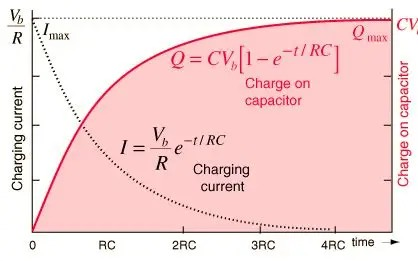 V_b/R
I_max
Q_max
CV_b
Q = CV_b[1 − e^{−t/RC}]
Charge on
capacitor
I = V_b/R e^{−t/RC}
Charging
current
Charging current
Charge on capacitor
0 RC 2RC 3RC 4RC time